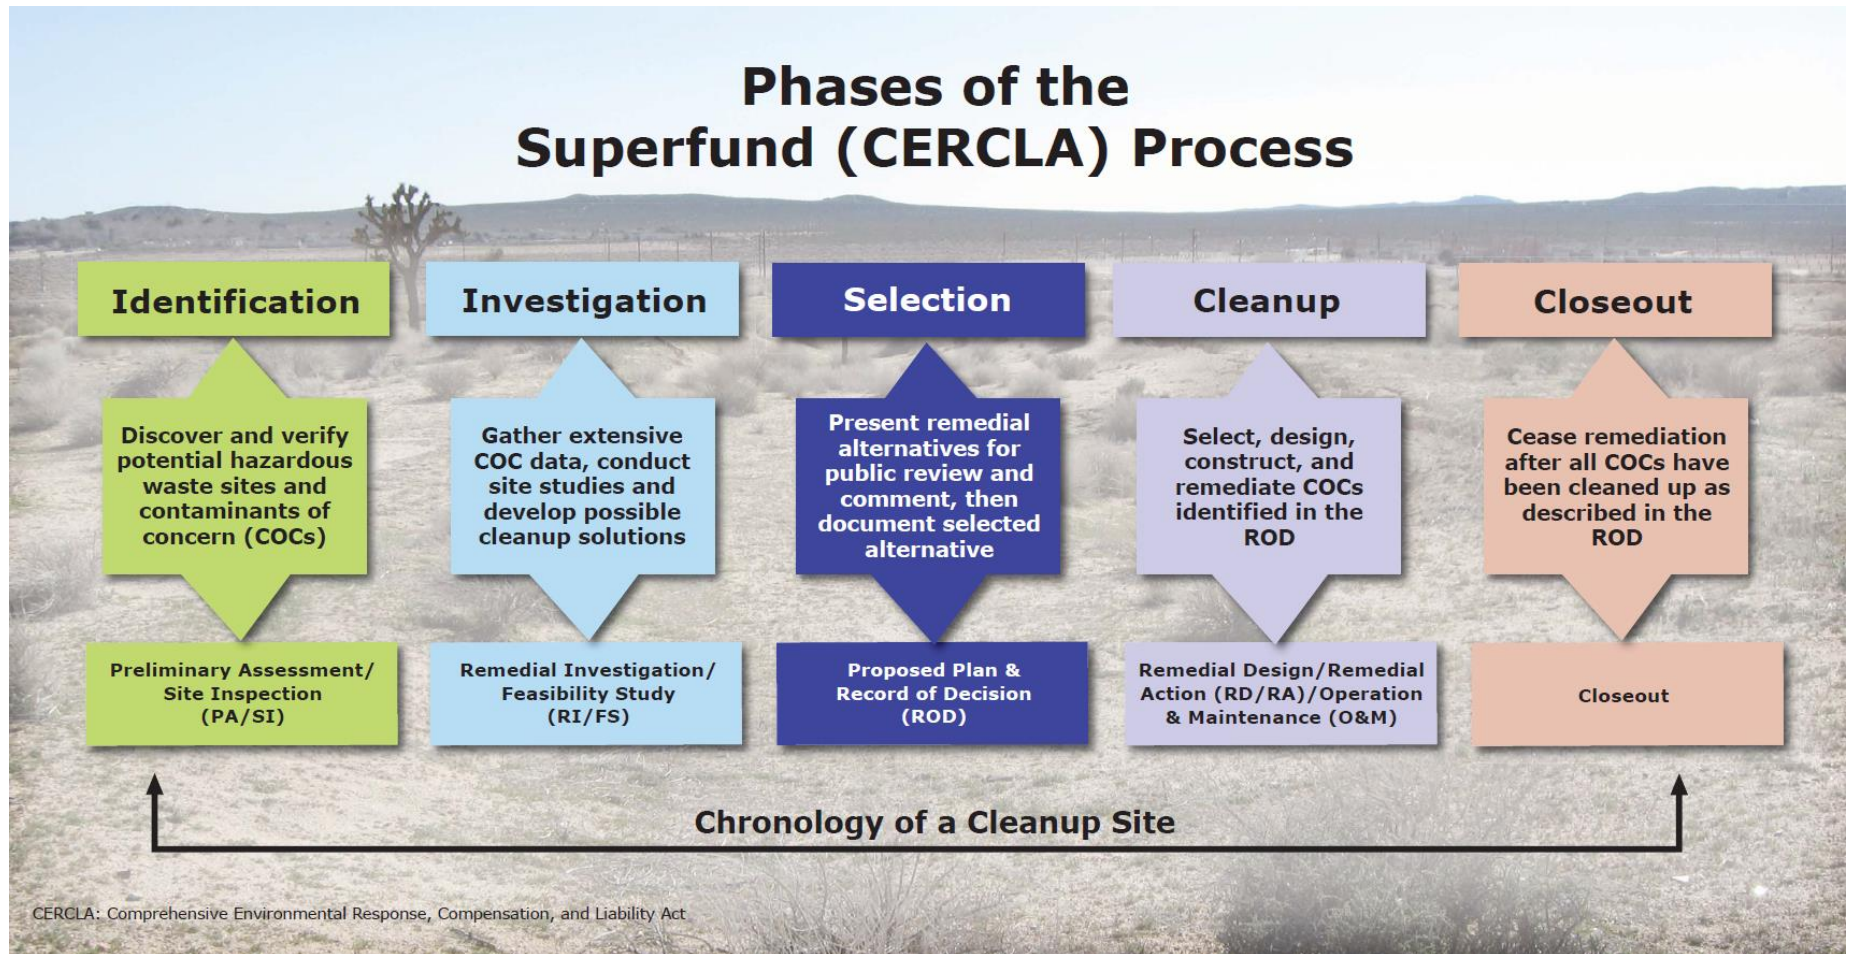 Phases of the
Superfund (CERCLA) Process
Identification
Investigation
Selection
Cleanup
Closeout
Discover and verify
potential hazardous
waste sites and
contaminants of
concern (COCs)
Gather extensive
COC data, conduct
site studies and
develop possible
cleanup solutions
Present remedial
alternatives for
public review and
comment, then
document selected
alternative
Select, design,
construct, and
remediate COCs
identified in the
ROD
Cease remediation
after all COCs have
been cleaned up as
described in the
ROD
Preliminary Assessment/
Site Inspection
(PA/SI)
Remedial Investigation/
Feasibility Study
(RI/FS)
Proposed Plan &
Record of Decision
(ROD)
Remedial Design/Remedial
Action (RD/RA)/Operation
& Maintenance (O&M)
Closeout
Chronology of a Cleanup Site
CERCLA: Comprehensive Environmental Response, Compensation, and Liability Act